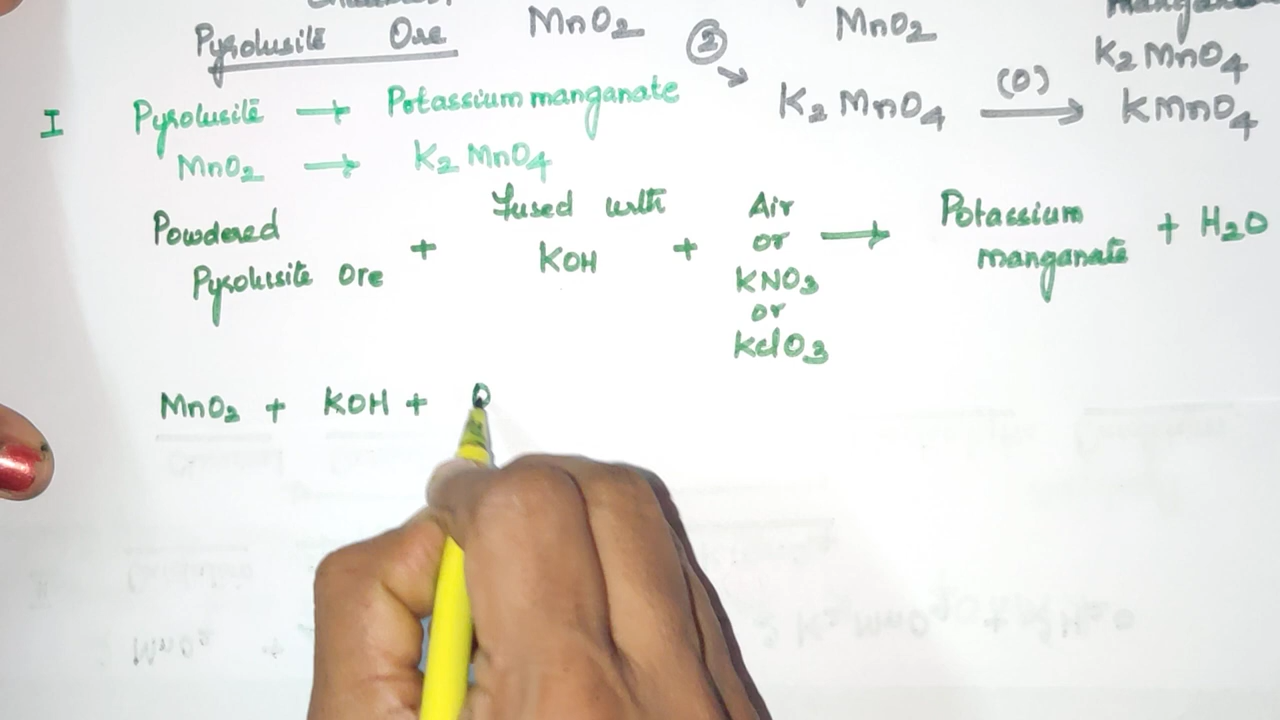 Pyrolusite Ore MnO2 ② MnO2
K2MnO4
I Pyrolusite → Potassium manganate → K2MnO4 (O) → KMnO4
MnO2 → K2MnO4
Powdered Pyrolusite Ore + Fused with KOH + Air or KNO3 or KClO3 → Potassium manganate + H2O
MnO2 + KOH + O